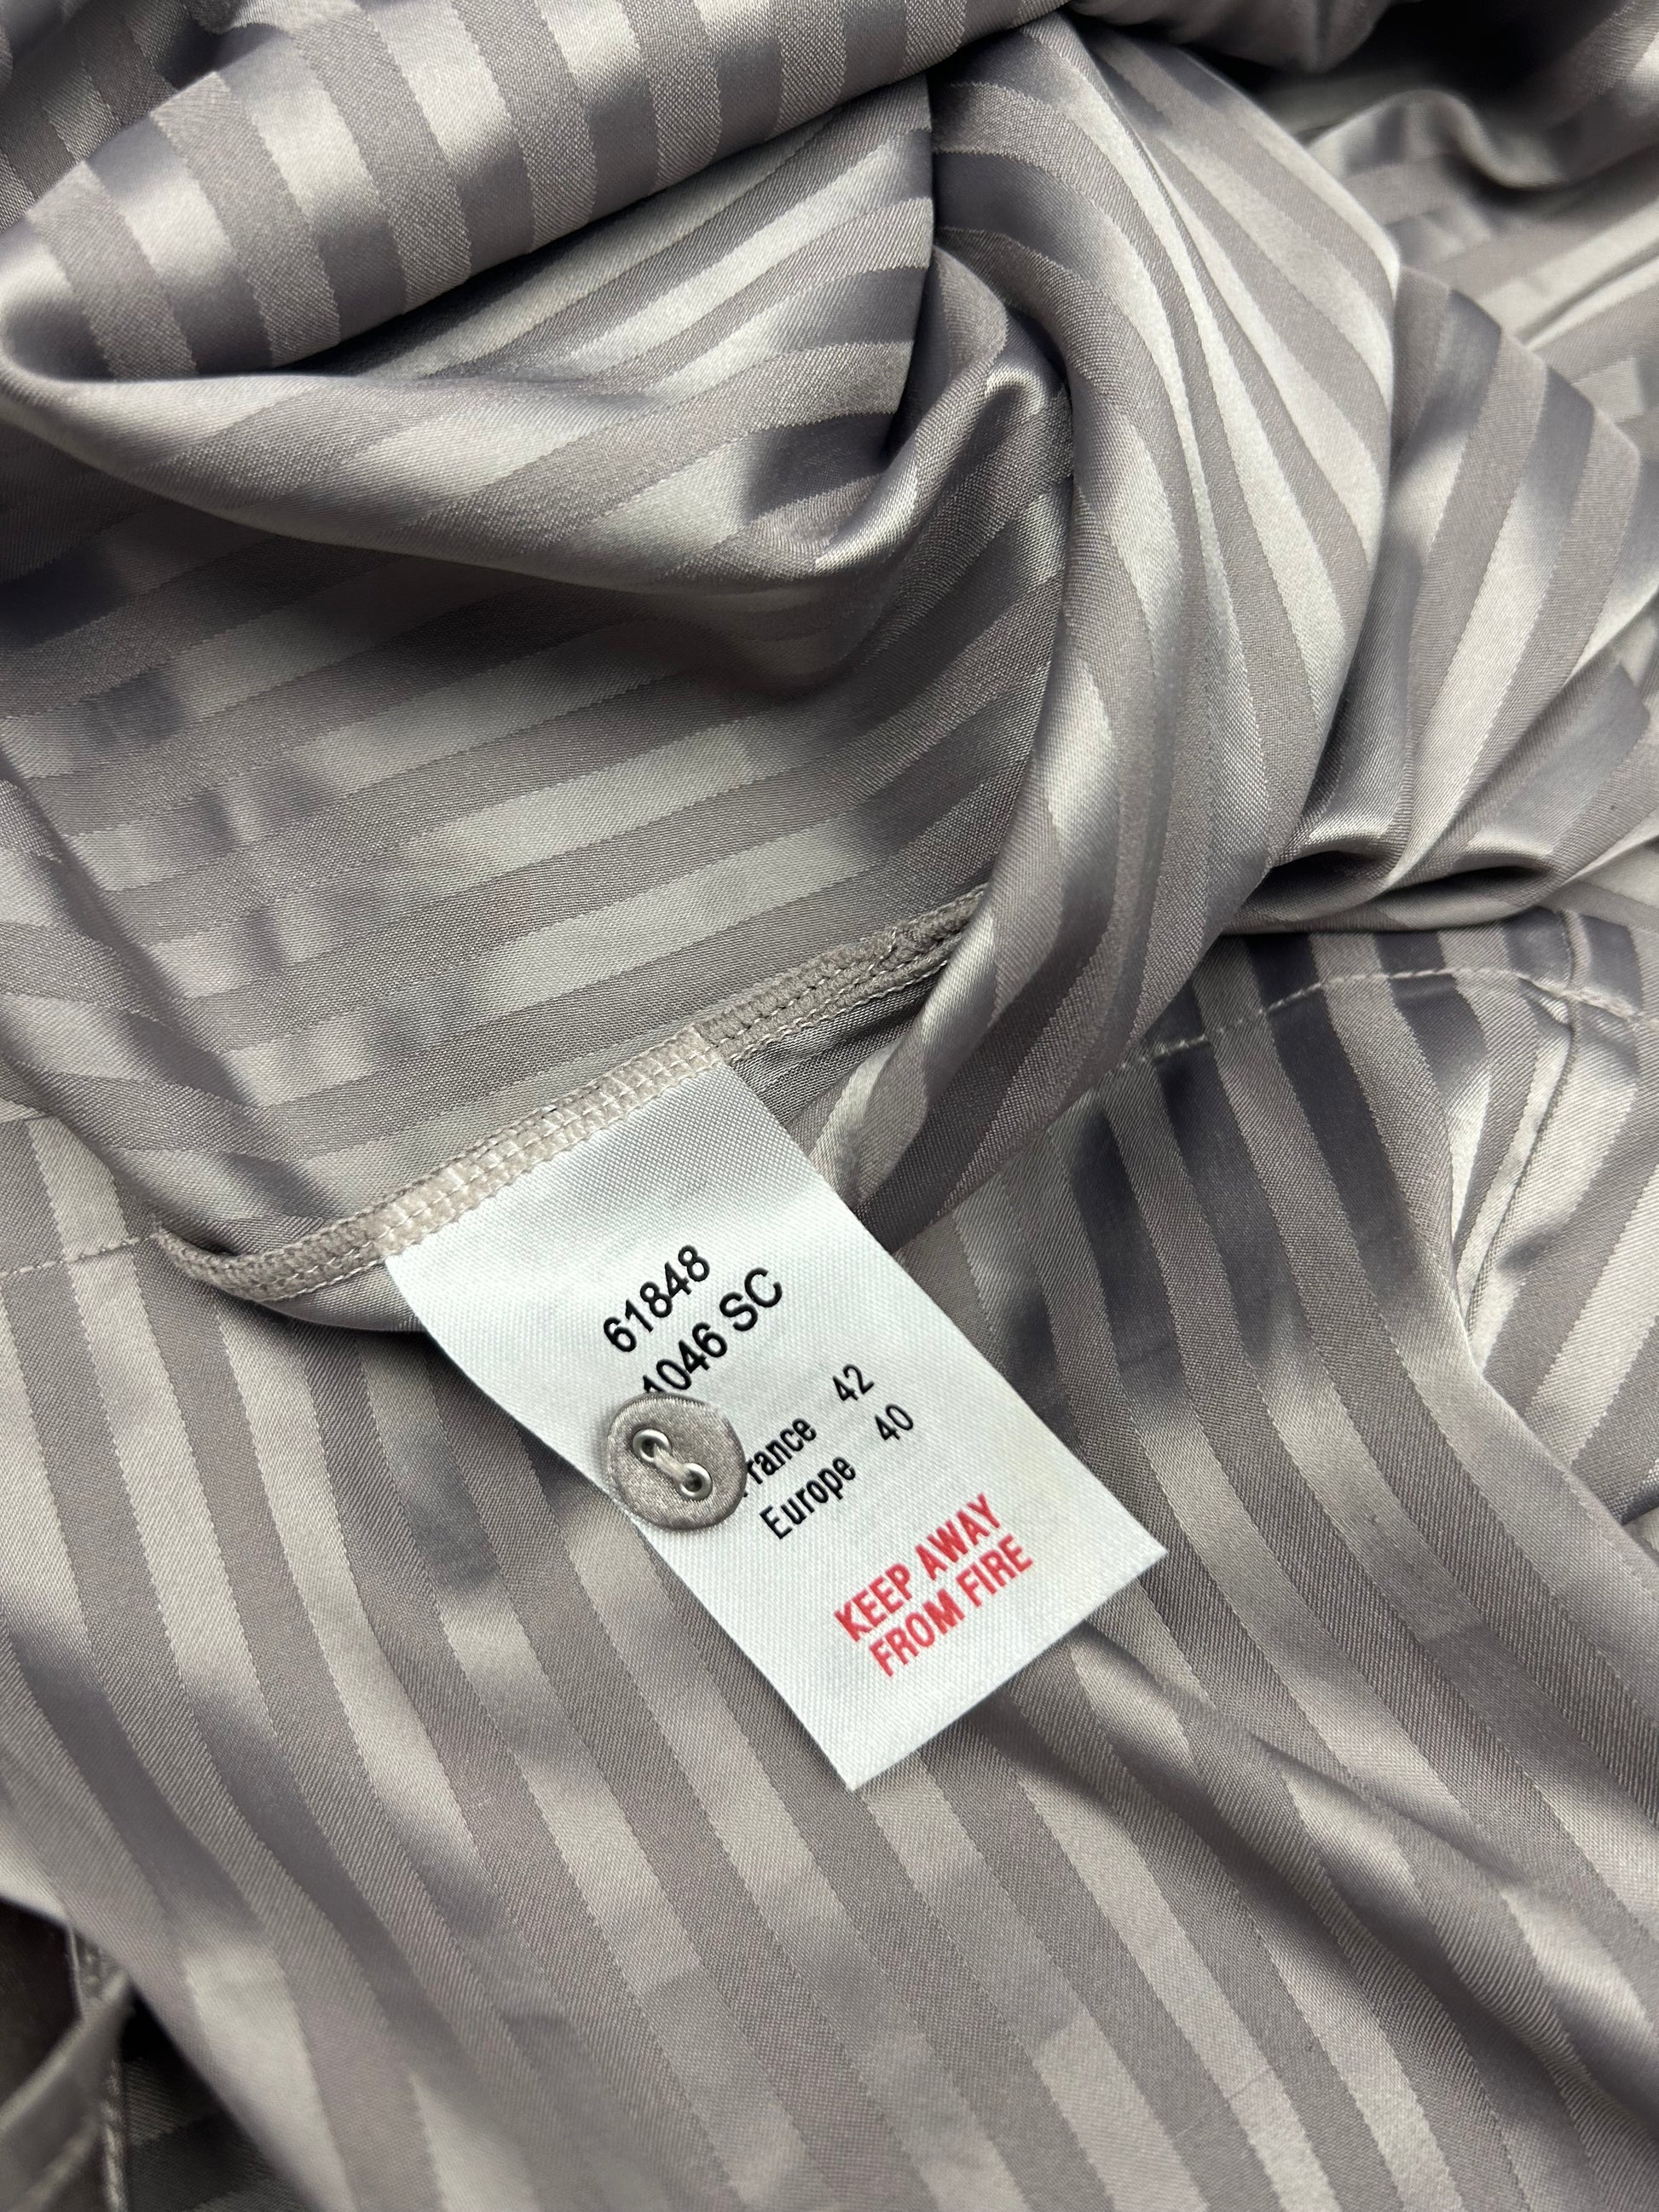 61848
1046 SC
rance 42
Europe 40
KEEP AWAY
FROM FIRE